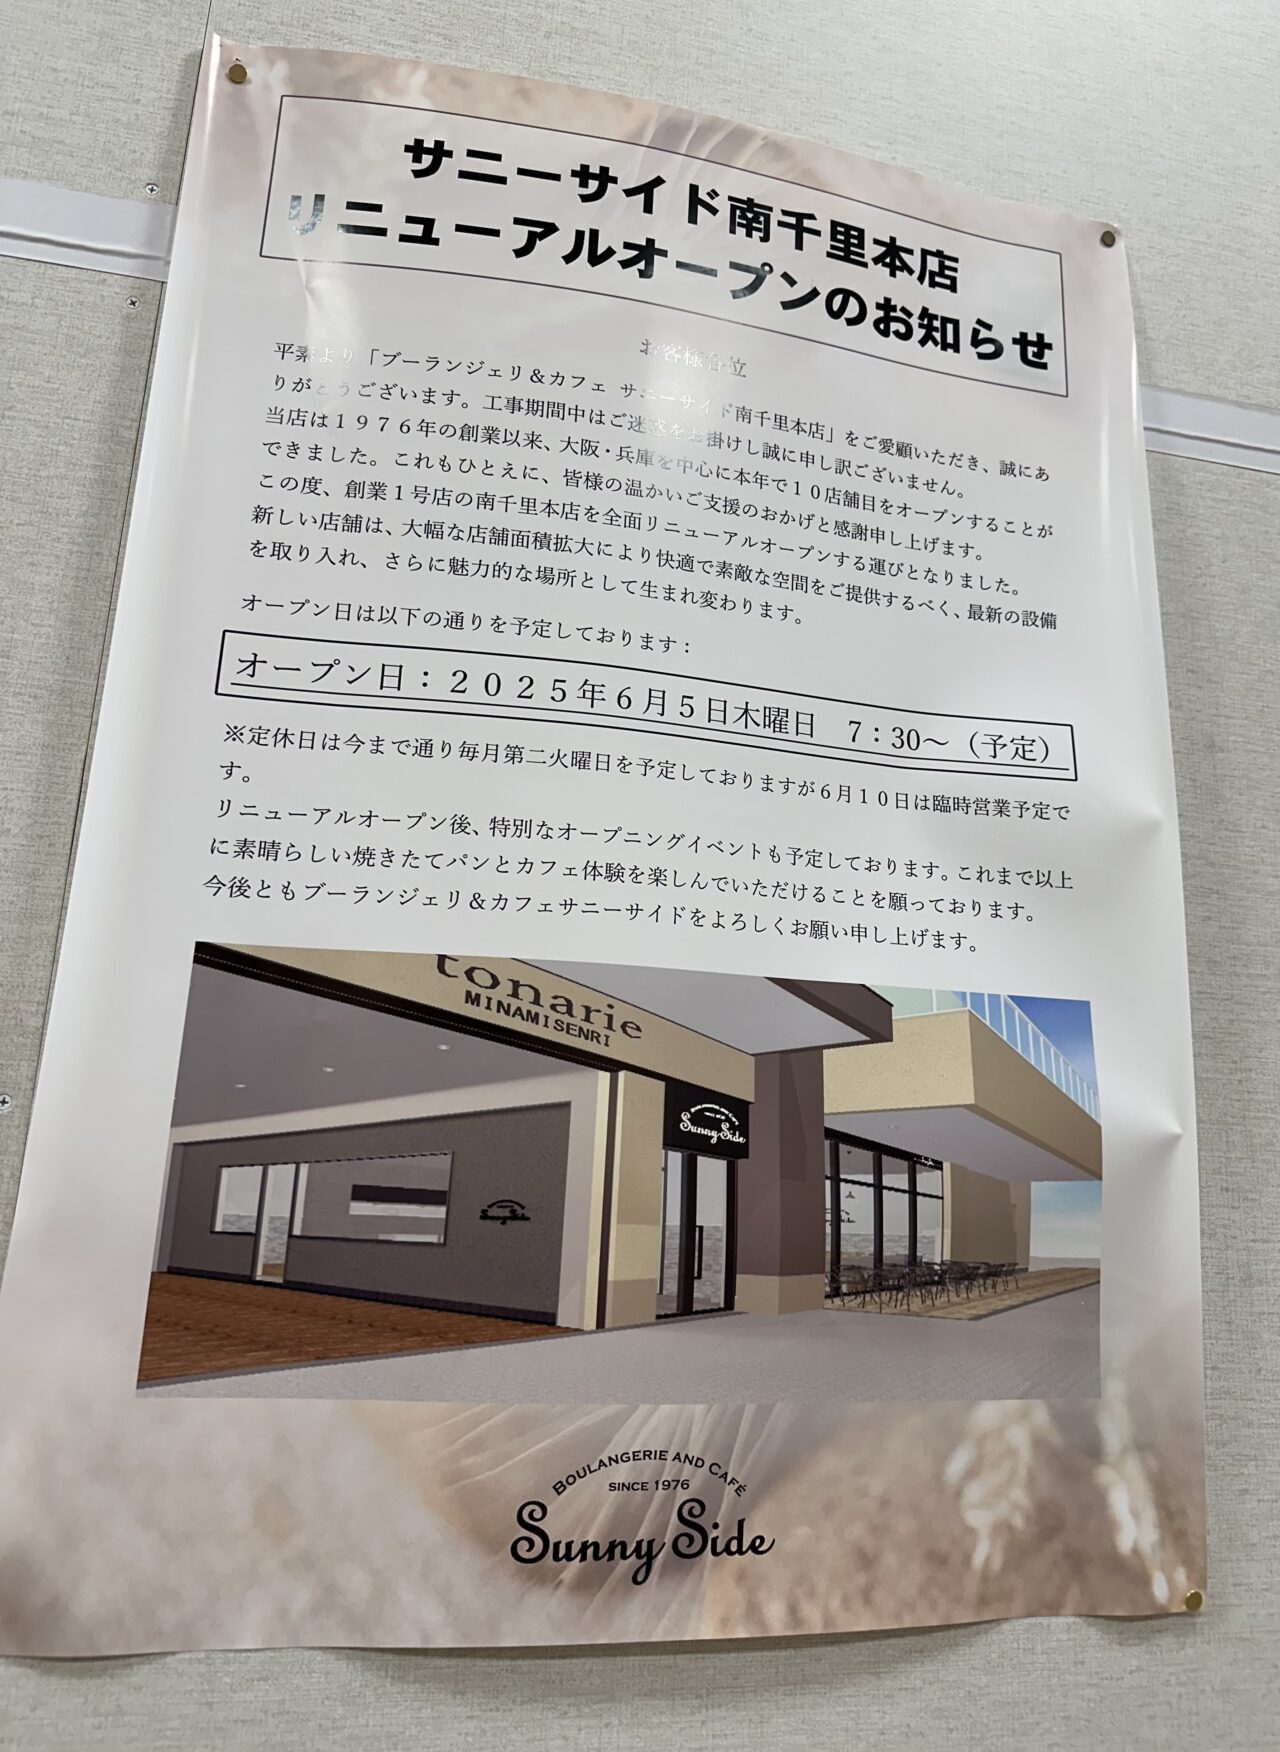 サニーサイド南千里本店
リニューアルオープンのお知らせ
お客様各位
平素より「ブーランジェリ＆カフェ サニーサイド南千里本店」をご愛顧いただき、誠にあ
りがとうございます。工事期間中はご迷惑をお掛けし誠に申し訳ございません。
当店は１９７６年の創業以来、大阪・兵庫を中心に本年で１０店舗目をオープンすることが
できました。これもひとえに、皆様の温かいご支援のおかげと感謝申し上げます。
この度、創業１号店の南千里本店を全面リニューアルオープンする運びとなりました。
新しい店舗は、大幅な店舗面積拡大により快適で素敵な空間をご提供するべく、最新の設備
を取り入れ、さらに魅力的な場所として生まれ変わります。
オープン日は以下の通りを予定しております：
オープン日：２０２５年６月５日木曜日 ７：30～（予定）
※定休日は今まで通り毎月第二火曜日を予定しておりますが６月１０日は臨時営業予定で
す。
リニューアルオープン後、特別なオープニングイベントも予定しております。これまで以上
に素晴らしい焼きたてパンとカフェ体験を楽しんでいただけることを願っております。
今後ともブーランジェリ＆カフェサニーサイドをよろしくお願い申し上げます。
tonarie
MINAMISENRI
BOULANGERIE AND CAFÉ
Sunny Side
Sunny Side
Sunny Side
BOULANGERIE AND CAFÉ
SINCE 1976
Sunny Side